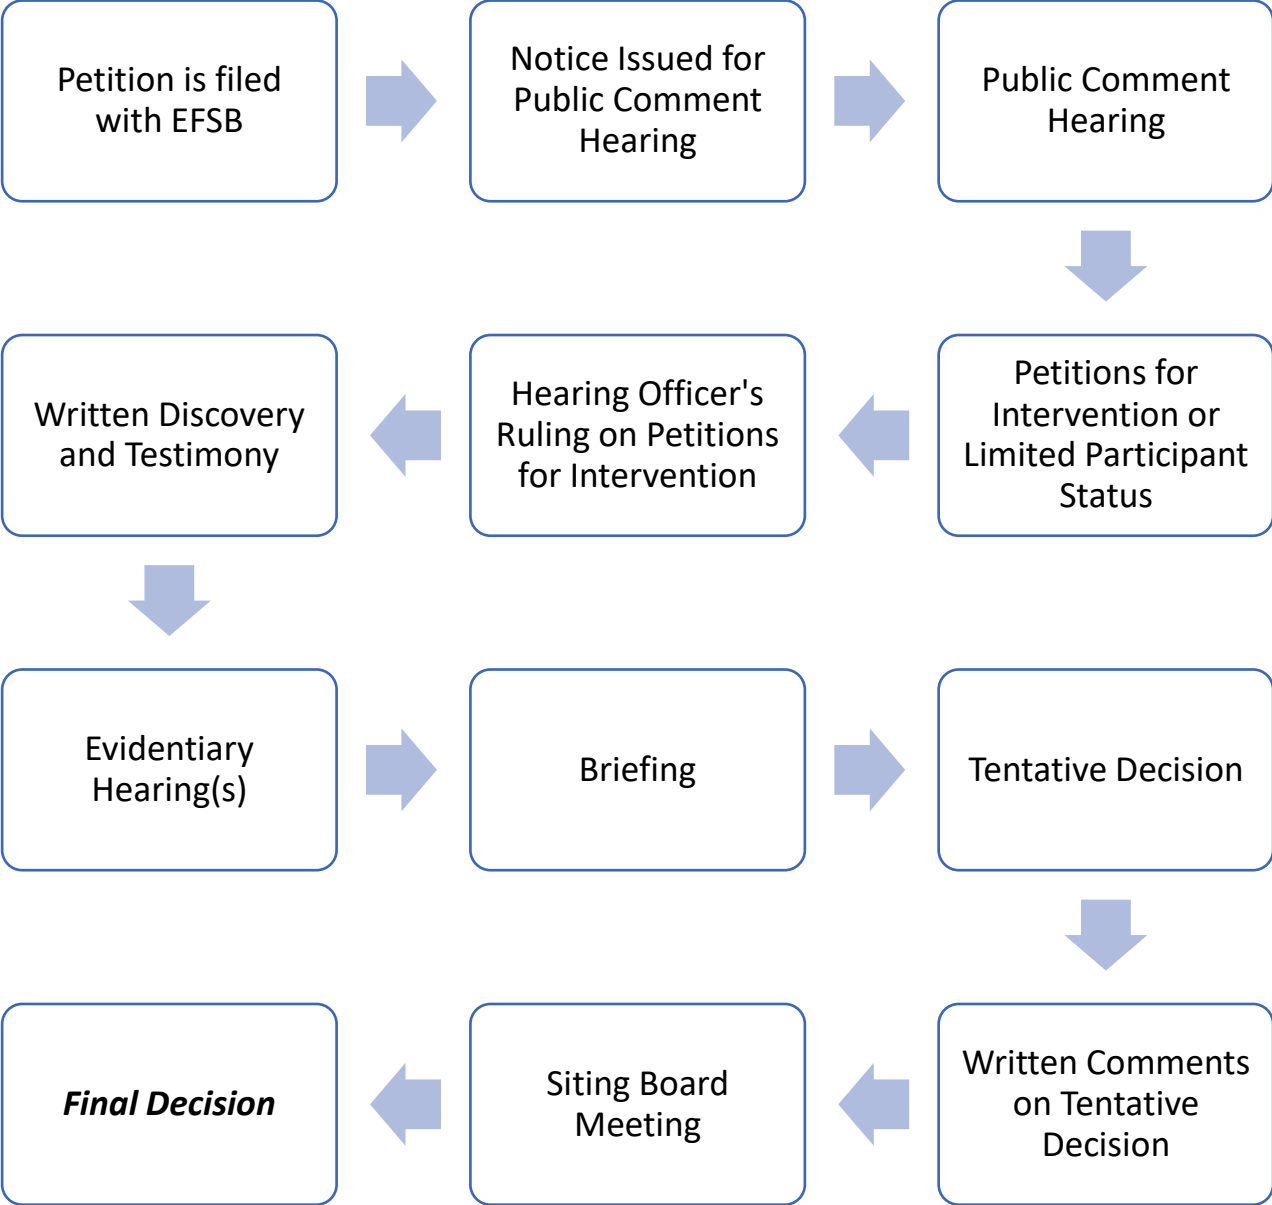 Petition is filed
with EFSB
Notice Issued for
Public Comment
Hearing
Public Comment
Hearing
Petitions for
Intervention or
Limited Participant
Status
Hearing Officer's
Ruling on Petitions
for Intervention
Written Discovery
and Testimony
Evidentiary
Hearing(s)
Briefing
Tentative Decision
Written Comments
on Tentative
Decision
Siting Board
Meeting
Final Decision